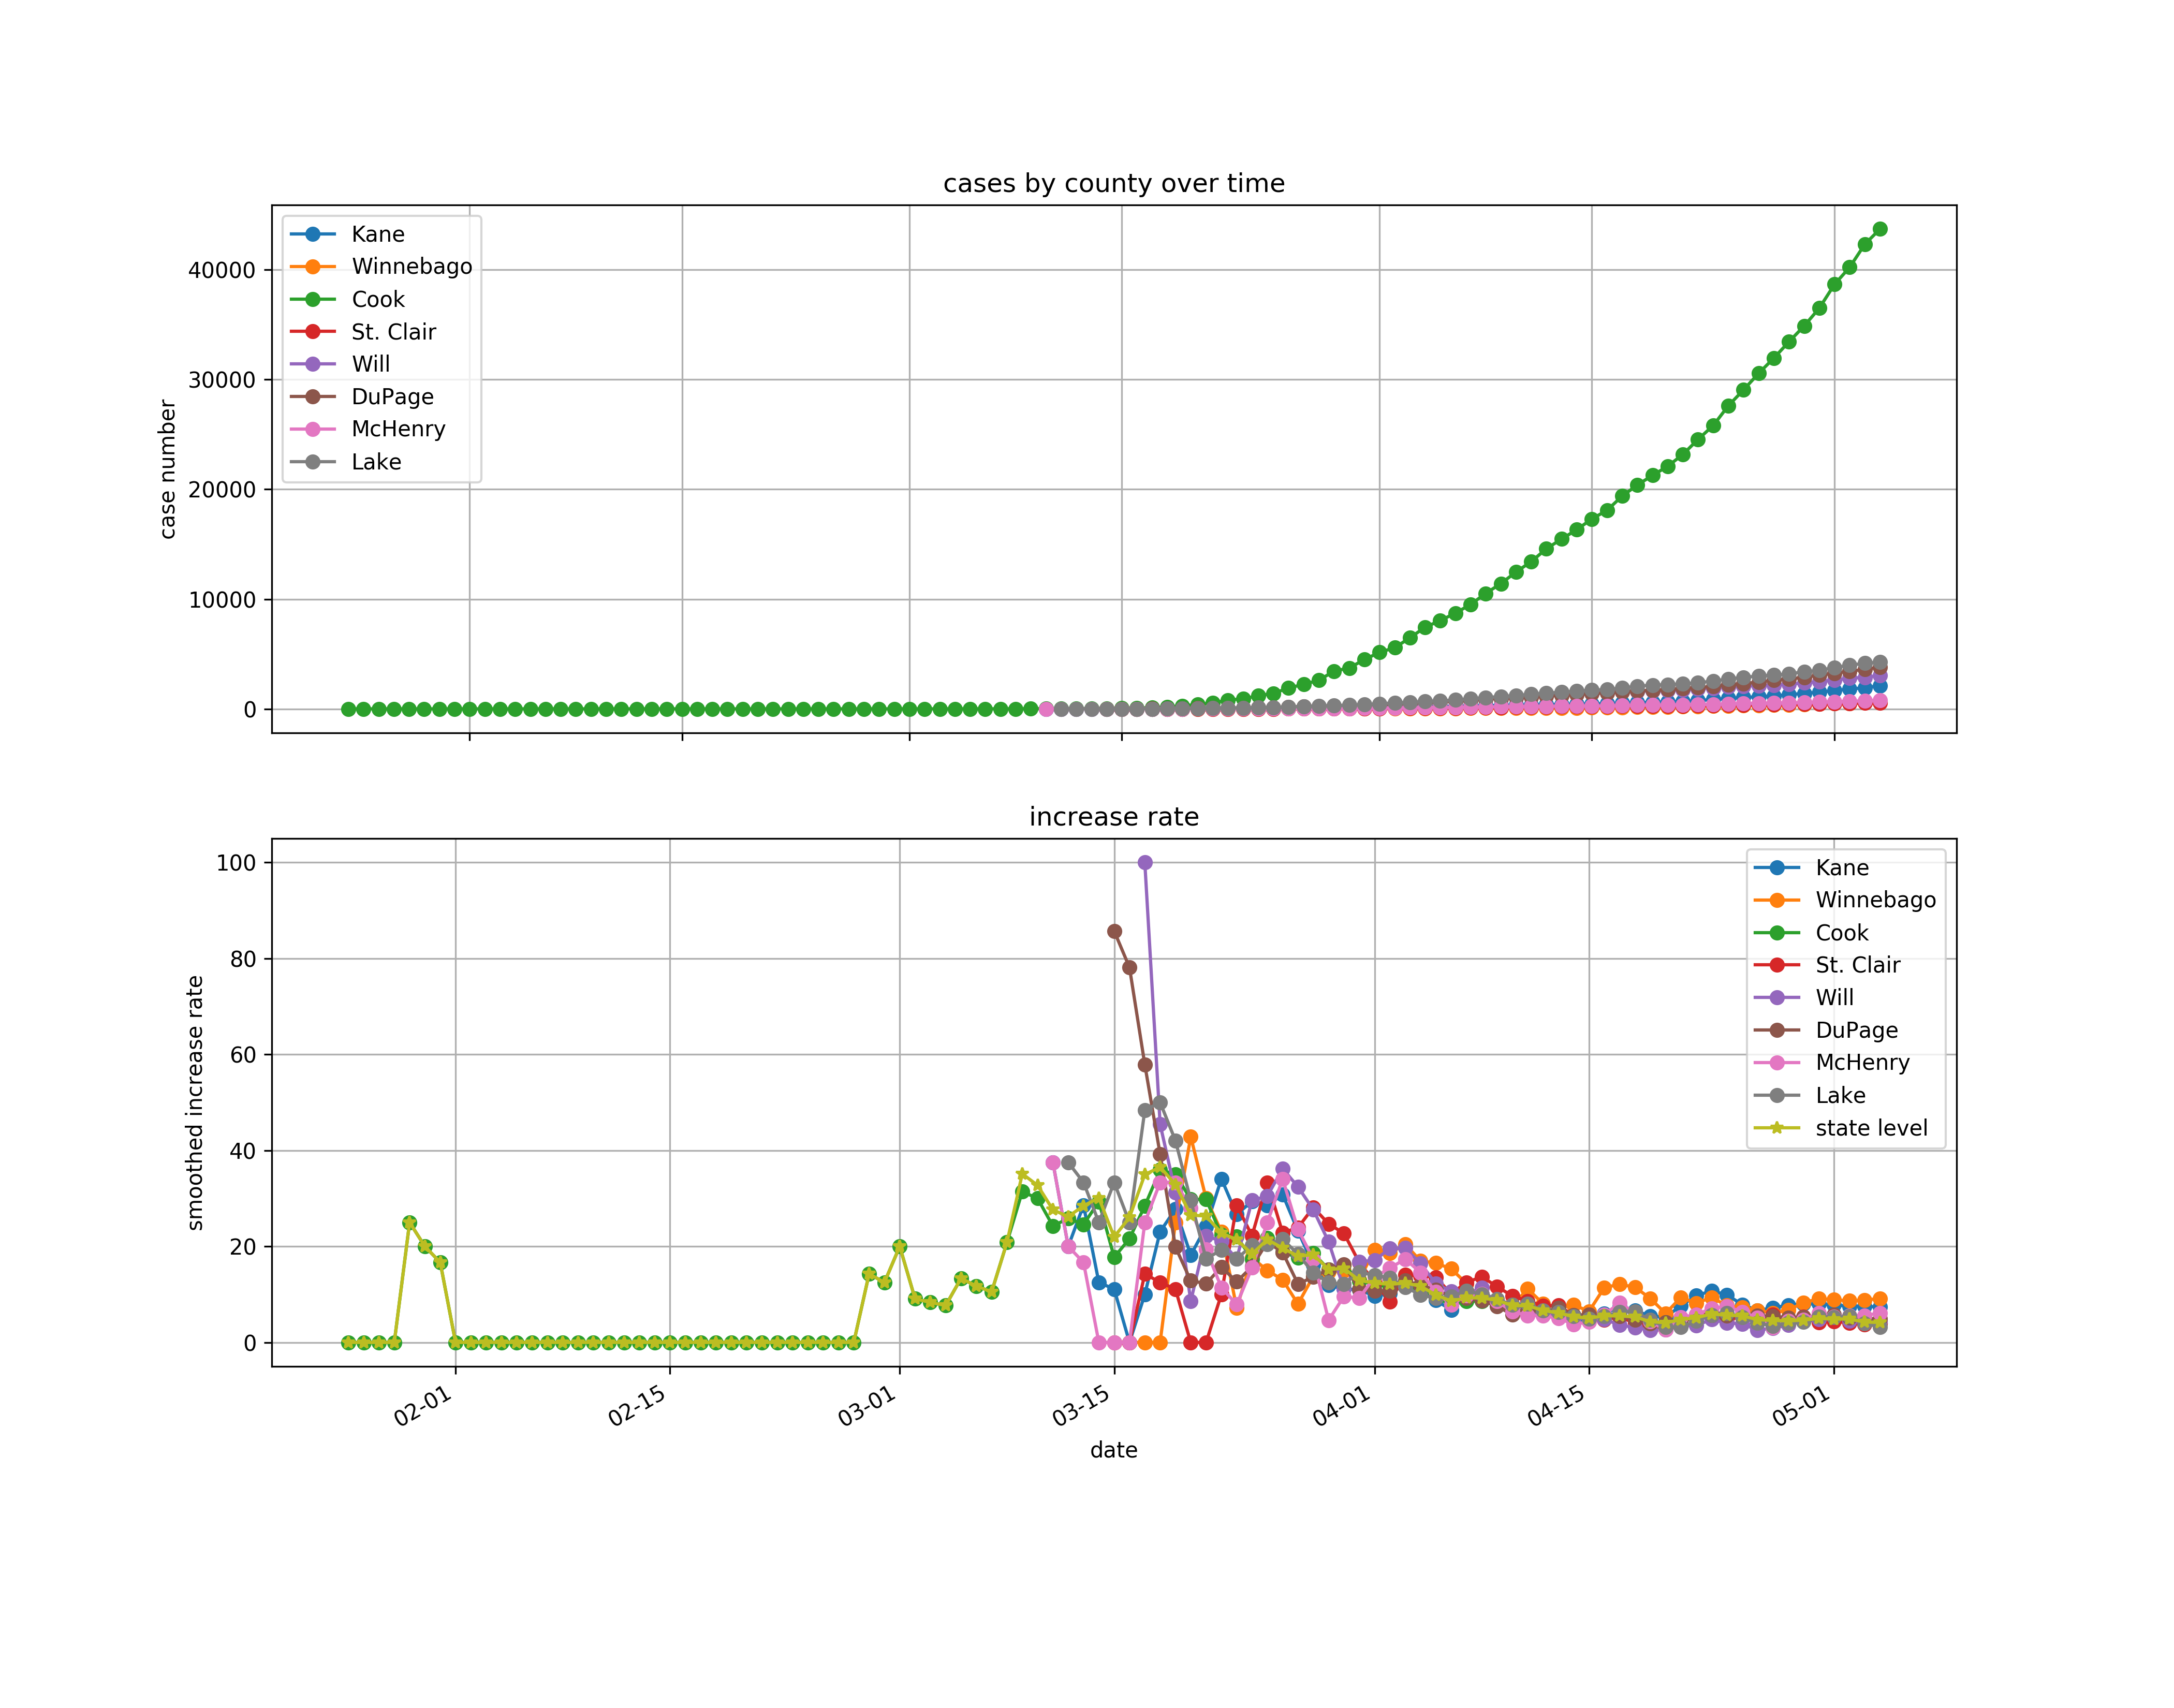 cases by county over time
Kane
Winnebago
Cook
St. Clair
Will
DuPage
McHenry
Lake
case number
40000
30000
20000
10000
0
increase rate
Kane
Winnebago
Cook
St. Clair
Will
DuPage
McHenry
Lake
state level
smoothed increase rate
100
80
60
40
20
0
02-01
02-15
03-01
03-15
04-01
04-15
05-01
date